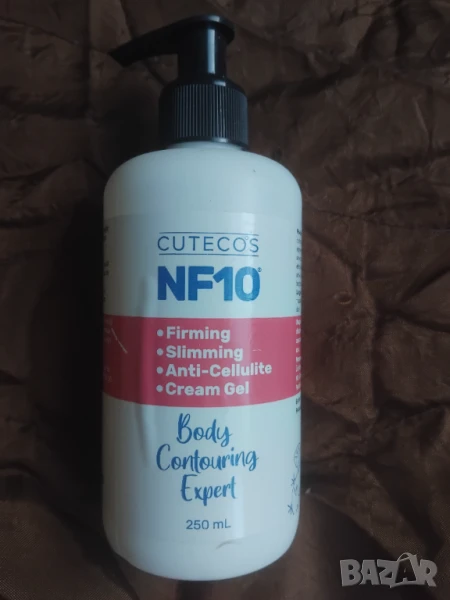 CUTECOS
NF10®
•Firming
•Slimming
•Anti-Cellulite
•Cream Gel
Body
Contouring
Expert
250 mL
BAZAR